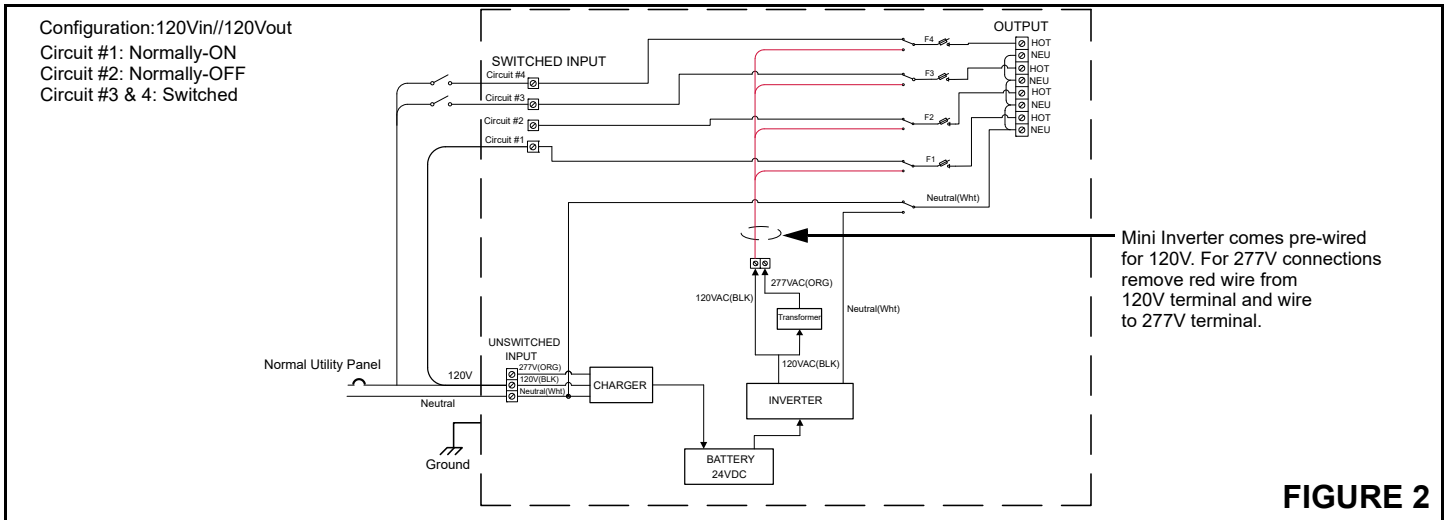 Configuration:120Vin//120Vout
Circuit #1: Normally-ON
Circuit #2: Normally-OFF
Circuit #3 & 4: Switched
SWITCHED INPUT
Circuit #4
Circuit #3
Circuit #2
Circuit #1
OUTPUT
F4
HOT
NEU
F3
HOT
NEU
HOT
F2
NEU
HOT
NEU
F1
Neutral(Wht)
Mini Inverter comes pre-wired
for 120V. For 277V connections
remove red wire from
120V terminal and wire
to 277V terminal.
277VAC(ORG)
120VAC(BLK)
Neutral(Wht)
Transformer
120VAC(BLK)
UNSWITCHED
INPUT
Normal Utility Panel
277V(ORG)
120V
120V(BLK)
Neutral(Wht)
Neutral
CHARGER
INVERTER
Ground
BATTERY
24VDC
FIGURE 2